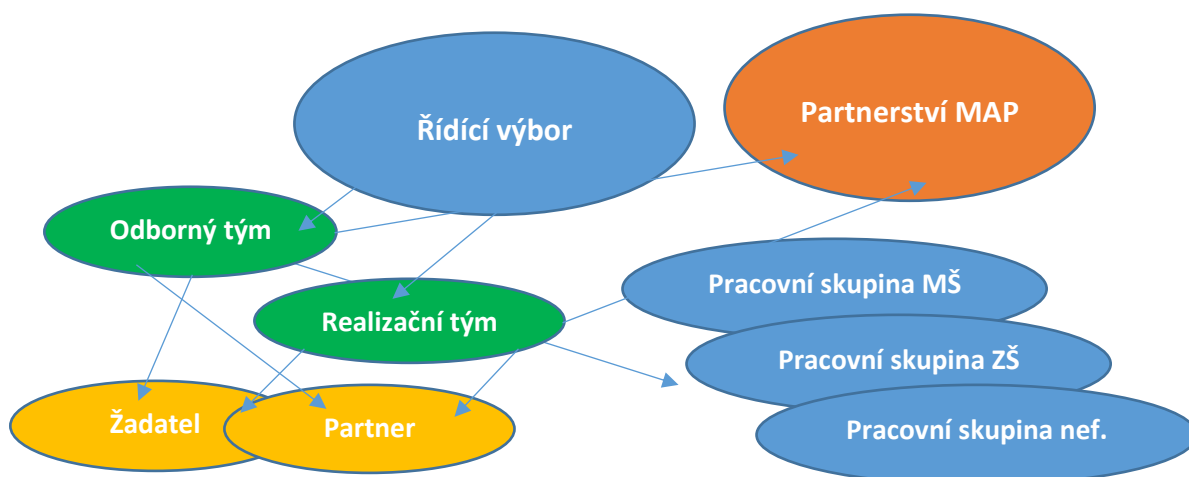 Řídící výbor
Partnerství MAP
Odborný tým
Realizační tým
Pracovní skupina MŠ
Pracovní skupina ZŠ
Pracovní skupina nef.
Žadatel
Partner